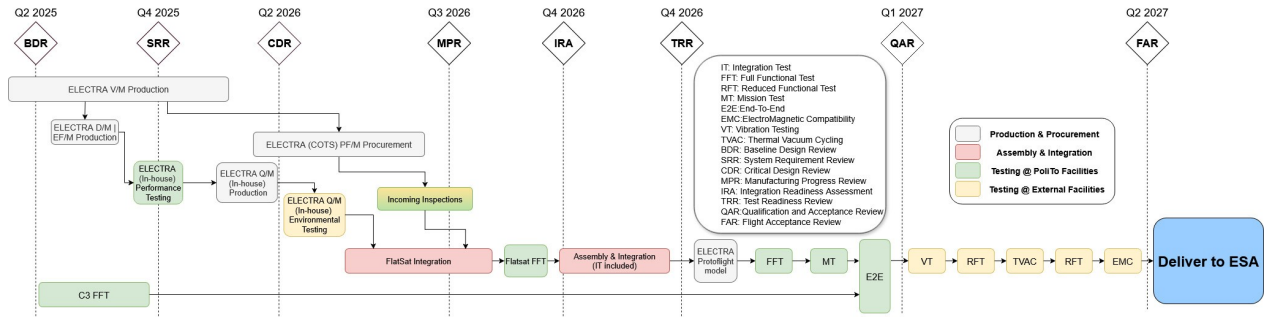 Q2 2025
Q4 2025
Q2 2026
Q3 2026
Q4 2026
Q4 2026
Q1 2027
Q2 2027
BDR
SRR
CDR
MPR
IRA
TRR
QAR
FAR
IT: Integration Test
FFT: Full Functional Test
RFT: Reduced Functional Test
MT: Mission Test
E2E:End-To-End
EMC:ElectroMagnetic Compatibility
VT: Vibration Testing
TVAC: Thermal Vacuum Cycling
BDR: Baseline Design Review
SRR: System Requirement Review
CDR: Critical Design Review
MPR: Manufacturing Progress Review
IRA: Integration Readiness Assessment
TRR: Test Readiness Review
QAR:Qualification and Acceptance Review
FAR: Flight Acceptance Review
Production & Procurement
Assembly & Integration
Testing @ PoliTo Facilities
Testing @ External Facilities
ELECTRA V/M Production
ELECTRA D/M |
EF/M Production
ELECTRA (COTS) PF/M Procurement
ELECTRA
(In-house)
Performance
Testing
ELECTRA Q/M
(In-house)
Production
ELECTRA Q/M
(In-house)
Environmental
Testing
Incoming Inspections
FlatSat Integration
Flatsat FFT
Assembly & Integration
(IT included)
ELECTRA
Protoflight
model
FFT
MT
E2E
VT
RFT
TVAC
RFT
EMC
Deliver to ESA
C3 FFT